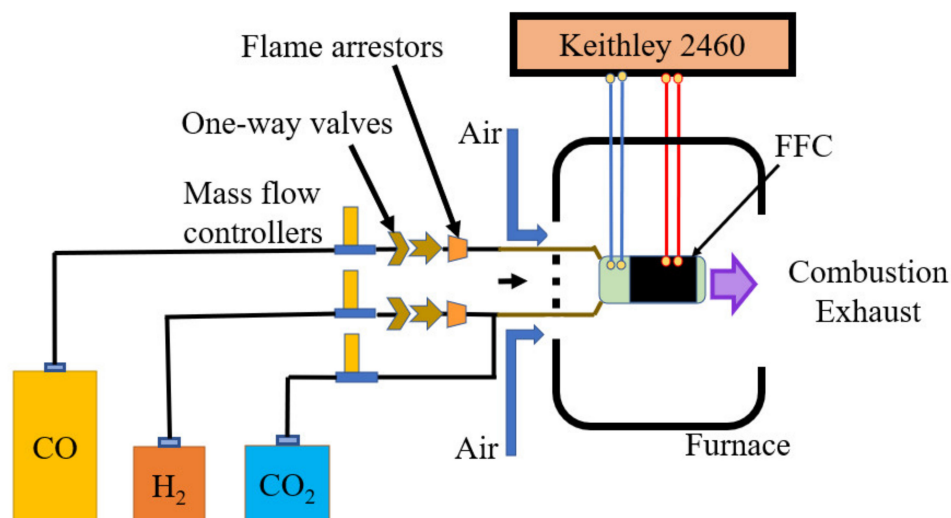 Keithley 2460
Flame arrestors
One-way valves
Air
FFC
Mass flow
controllers
Combustion
Exhaust
CO
H₂
CO₂
Air
Furnace